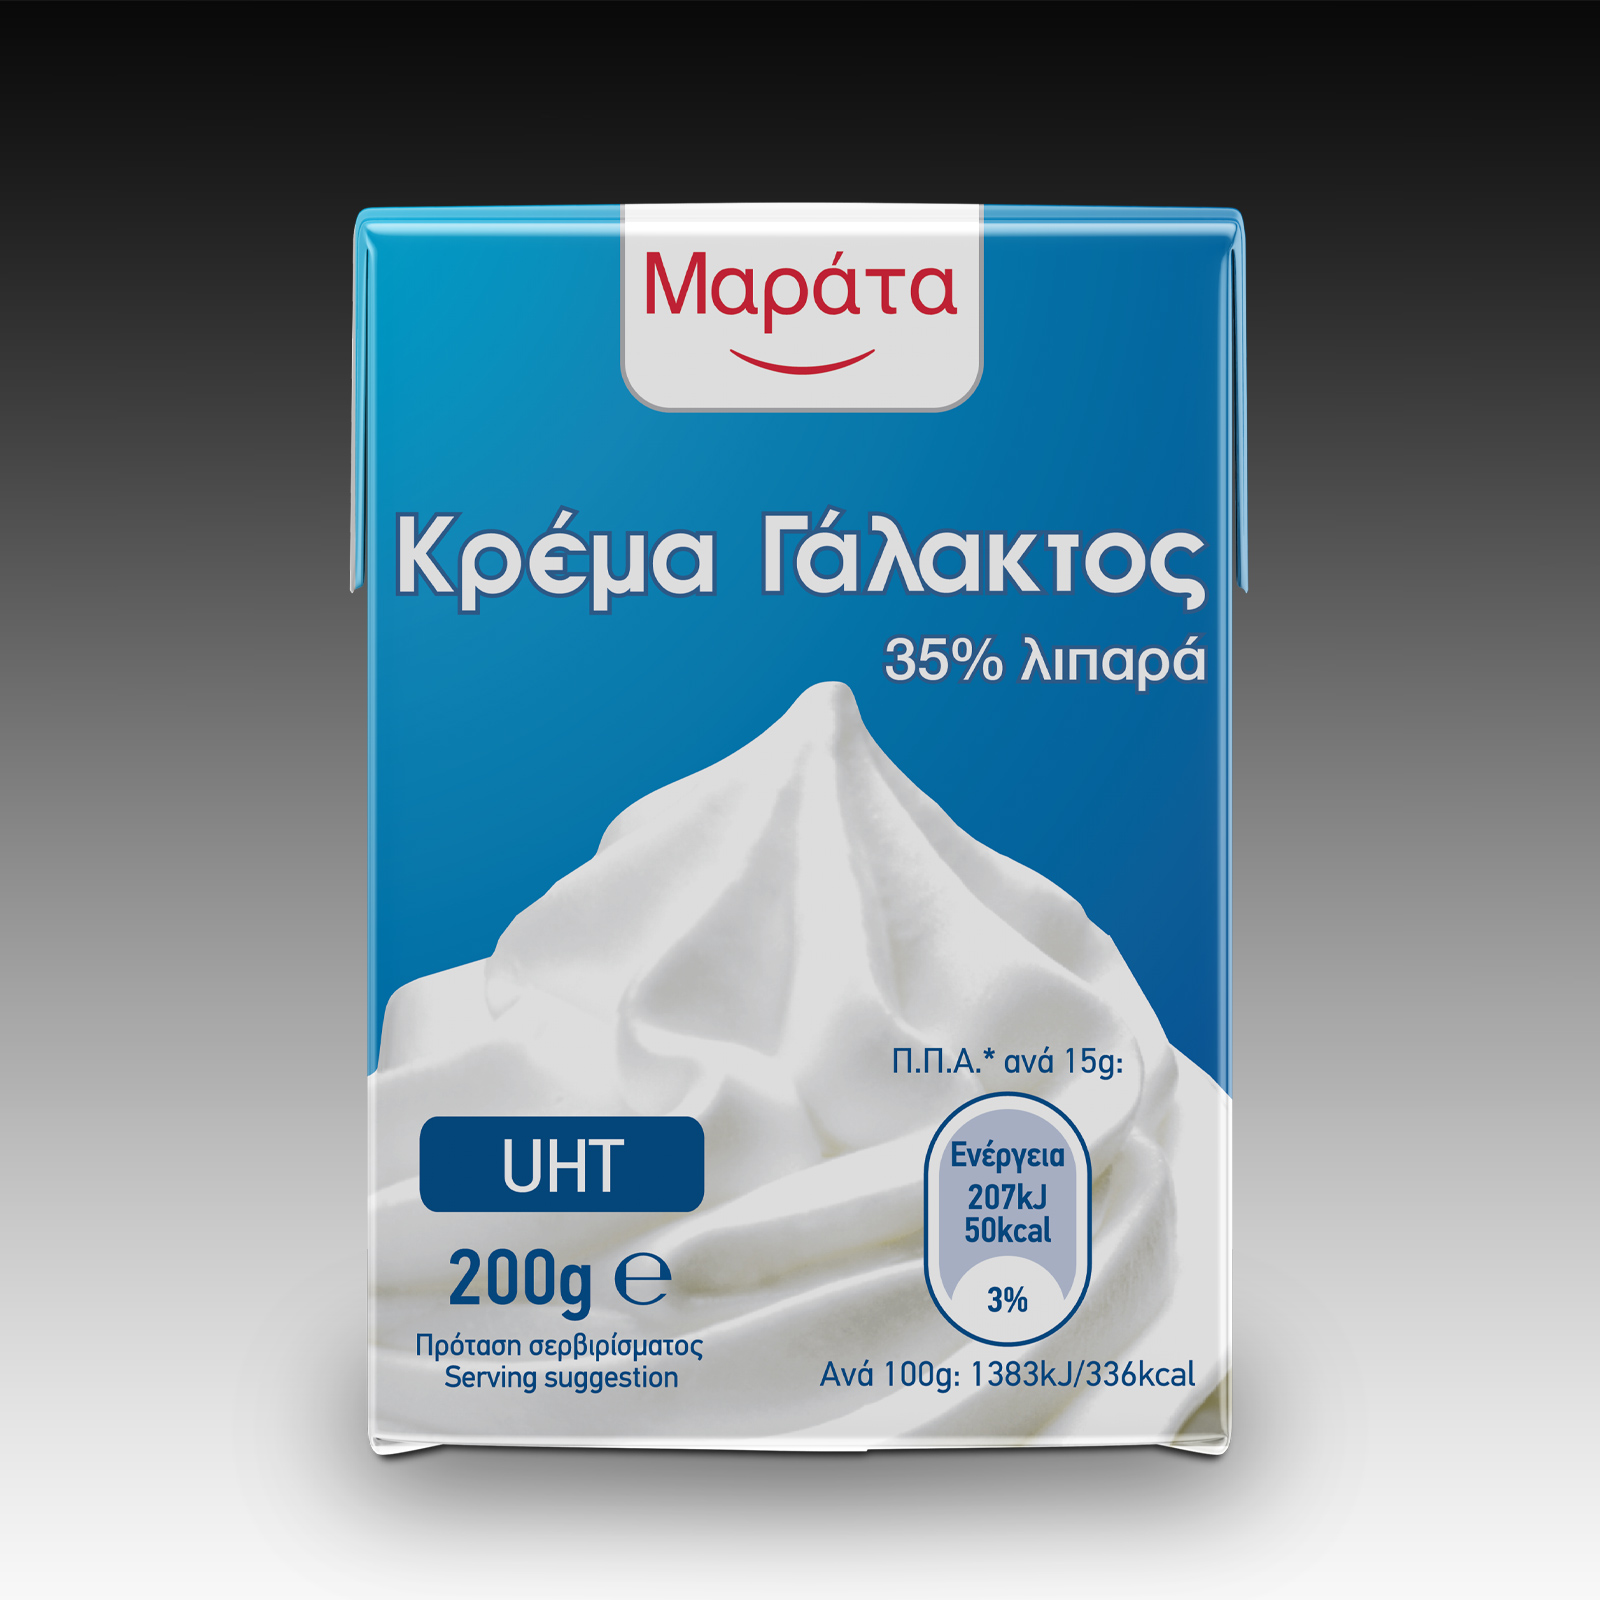 Μαράτα
Κρέμα Γάλακτος
35% λιπαρά
Π.Π.Α.* ανά 15g:
Ενέργεια
207kJ
50kcal
3%
UHT
200g ℮
Πρόταση σερβιρίσματος
Serving suggestion
Ανά 100g: 1383kJ/336kcal